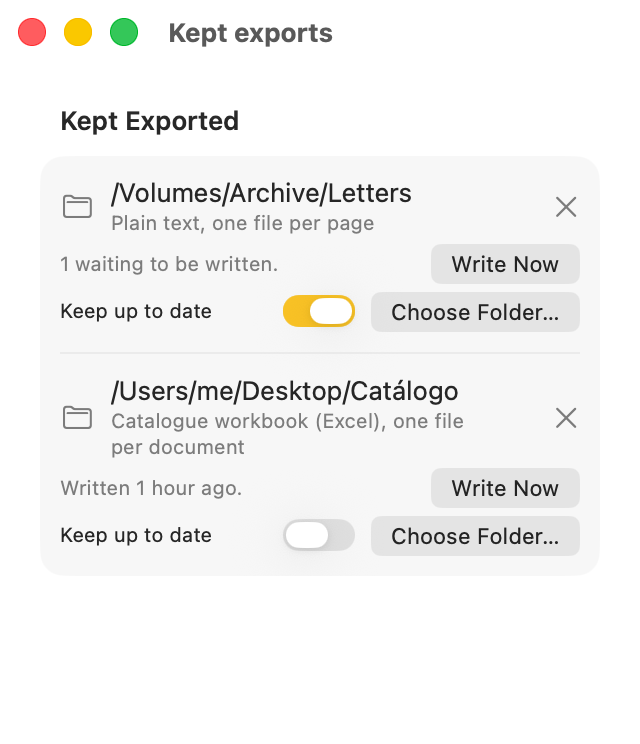 Kept exports
Kept Exported
/Volumes/Archive/Letters
Plain text, one file per page
1 waiting to be written.
Write Now
Keep up to date
Choose Folder...
/Users/me/Desktop/Catálogo
Catalogue workbook (Excel), one file
per document
Written 1 hour ago.
Write Now
Keep up to date
Choose Folder...